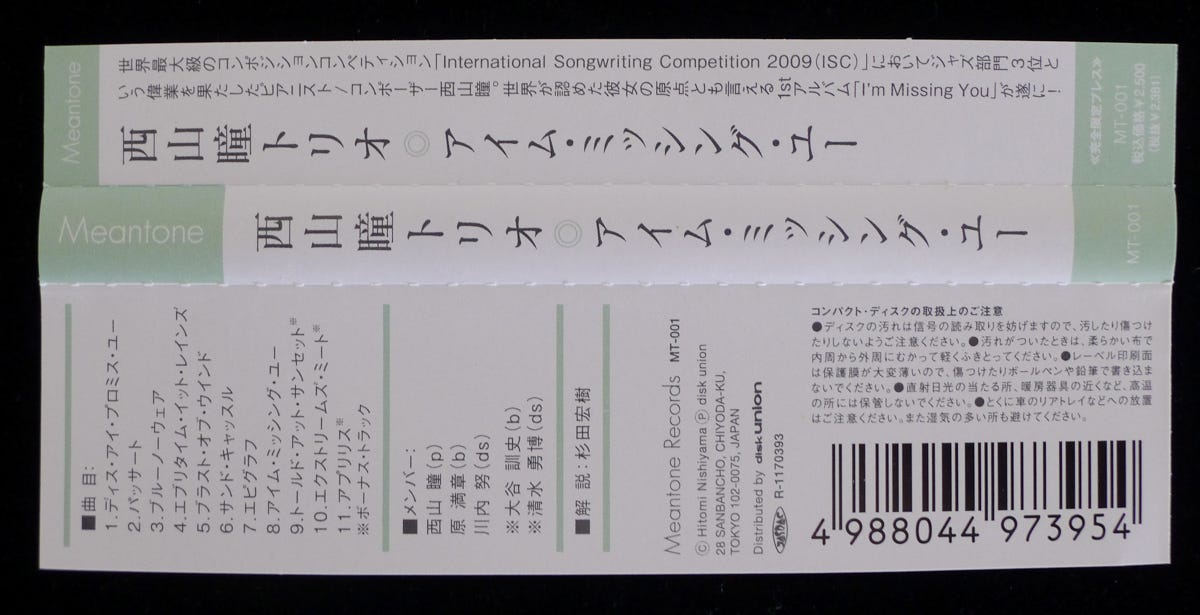 Meantone
世界最大級のコンポジションコンペティション「International Songwriting Competition 2009(ISC)」においてジャズ部門3位と
いう偉業を果たしたピアニスト/コンポーザー西山瞳。世界が認めた彼女の原点とも言える1stアルバム「I'm Missing You」が遂に!
西山瞳トリオ◎アイム・ミッシング・ユー
≪完全限定プレス≫
MT-001
税込価格¥2,500
(税抜¥2,381)
Meantone
西山瞳トリオ◎アイム・ミッシング・ユー
MT-001
■曲目:
1.ディス・アイ・プロミス・ユー
2.パッサート
3.ブルーノーウェア
4.エブリタイム・イット・レインズ
5.ブラスト・オブ・ウインド
6.サンド・キャッスル
7.エピグラフ
8.アイム・ミッシング・ユー
9.トールド・アット・サンセット※
10.エクストリームズ・ミート※
11.アプリリス※
※ボーナス・トラック
■メンバー:
西山 瞳(p)
原 満章(b)
川内 努(ds)
※大谷 訓史(b)
※清水 勇博(ds)
■解説:杉田宏樹
Meantone Records MT-001
Ⓒ Hitomi Nishiyama Ⓟ disk union
28 SANBANCHO, CHIYODA-KU,
TOKYO 102-0075, JAPAN
Distributed by disk union
JASRAC R-1170393
コンパクト・ディスクの取扱上のご注意
●ディスクの汚れは信号の読み取りを妨げますので、汚したり傷つけ
たりしないようご注意ください。●汚れがついたときは、柔らかい布で
内周から外周にむかって軽くふきとってください。●レーベル印刷面
は保護膜が大変薄いので、傷つけたりボールペンや鉛筆で書き込ま
ないでください。●直射日光の当たる所、暖房器具の近くなど、高温
の所には保管しないでください。●とくに車のリアトレイなどへの放置
はご注意ください。また湿気の多い所も避けてください。
4 988044 973954